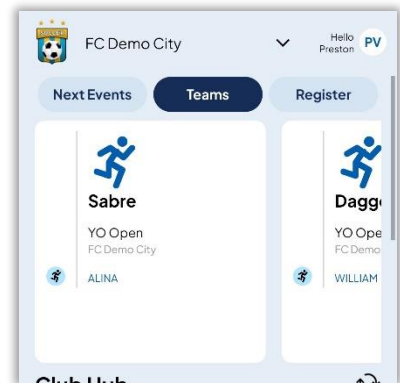 SOCCER
FC Demo City
Hello
Preston
PV
Next Events
Teams
Register
Sabre
YO Open
FC Demo City
ALINA
YO Ope
FC Demo
WILLIAM
Club Hub